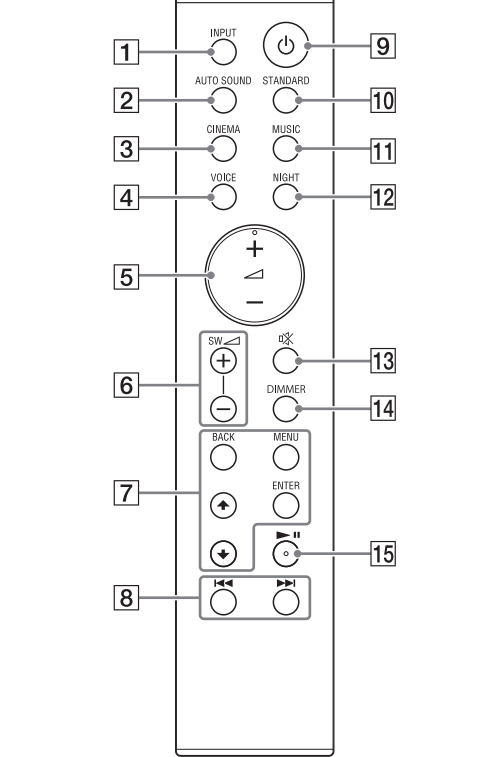 INPUT
1
9
AUTO SOUND STANDARD
2
10
CINEMA MUSIC
3
11
VOICE NIGHT
4
12
+
5
−
SW
+
13
6
DIMMER
−
14
BACK MENU
7
ENTER
15
8